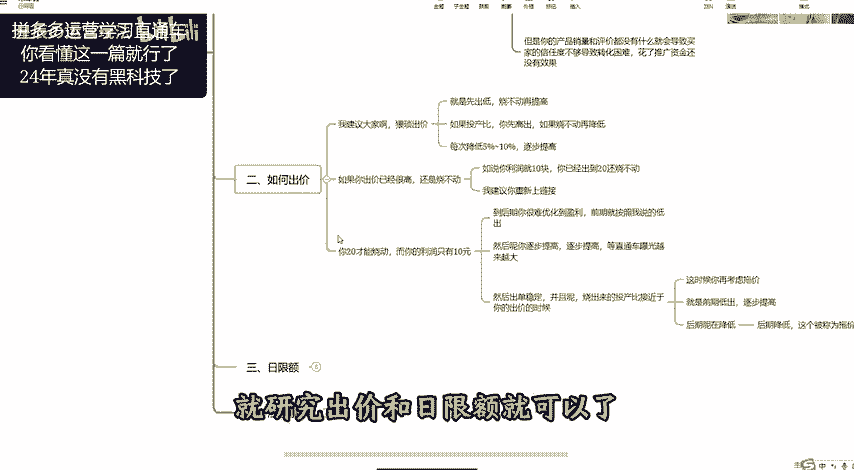 拼多多运营学习直通车
你看懂这一篇就行了
24年真没有黑科技了
bilibili
但是你的产品销量和评价都没有什么就会导致买
家的信任度不够导致转化困难，花了推广资金还
没有效果
二、如何出价
我建议大家啊，猥琐出价
就是先出低，烧不动再提高
如果投产比，你先高出，如果烧不动再降低
每次降低5%~10%，逐步提高
如果你出价已经很高，还是烧不动
如说你利润就10块，你已经出到20还烧不动
我建议你重新上链接
你20才能烧动，而你的利润只有10元
到后期你很难优化到盈利，前期就按照我说的低
出
然后呢你逐步提高，逐步提高，等直通车曝光越
来越大
然后出单稳定，并且呢，烧出来的投产比接近于
你的出价的时候
这时候你再考虑拖价
就是前期低出，逐步提高
后期呢在降低
后期降低，这个被称为拖价
三、日限额
就研究出价和日限额就可以了